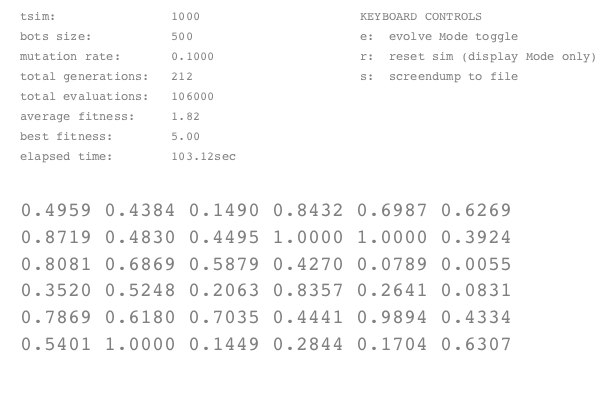 tsim: 1000
bots size: 500
mutation rate: 0.1000
total generations: 212
total evaluations: 106000
average fitness: 1.82
best fitness: 5.00
elapsed time: 103.12sec
KEYBOARD CONTROLS
e: evolve Mode toggle
r: reset sim (display Mode only)
s: screendump to file
0.4959 0.4384 0.1490 0.8432 0.6987 0.6269
0.8719 0.4830 0.4495 1.0000 1.0000 0.3924
0.8081 0.6869 0.5879 0.4270 0.0789 0.0055
0.3520 0.5248 0.2063 0.8357 0.2641 0.0831
0.7869 0.6180 0.7035 0.4441 0.9894 0.4334
0.5401 1.0000 0.1449 0.2844 0.1704 0.6307